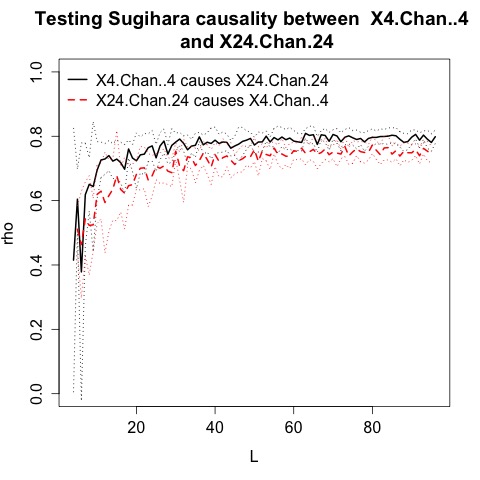 Testing Sugihara causality between  X4.Chan..4
and X24.Chan.24
X4.Chan..4 causes X24.Chan.24
X24.Chan.24 causes X4.Chan..4
rho
1.0
0.8
0.6
0.4
0.2
0.0
20 40 60 80
L